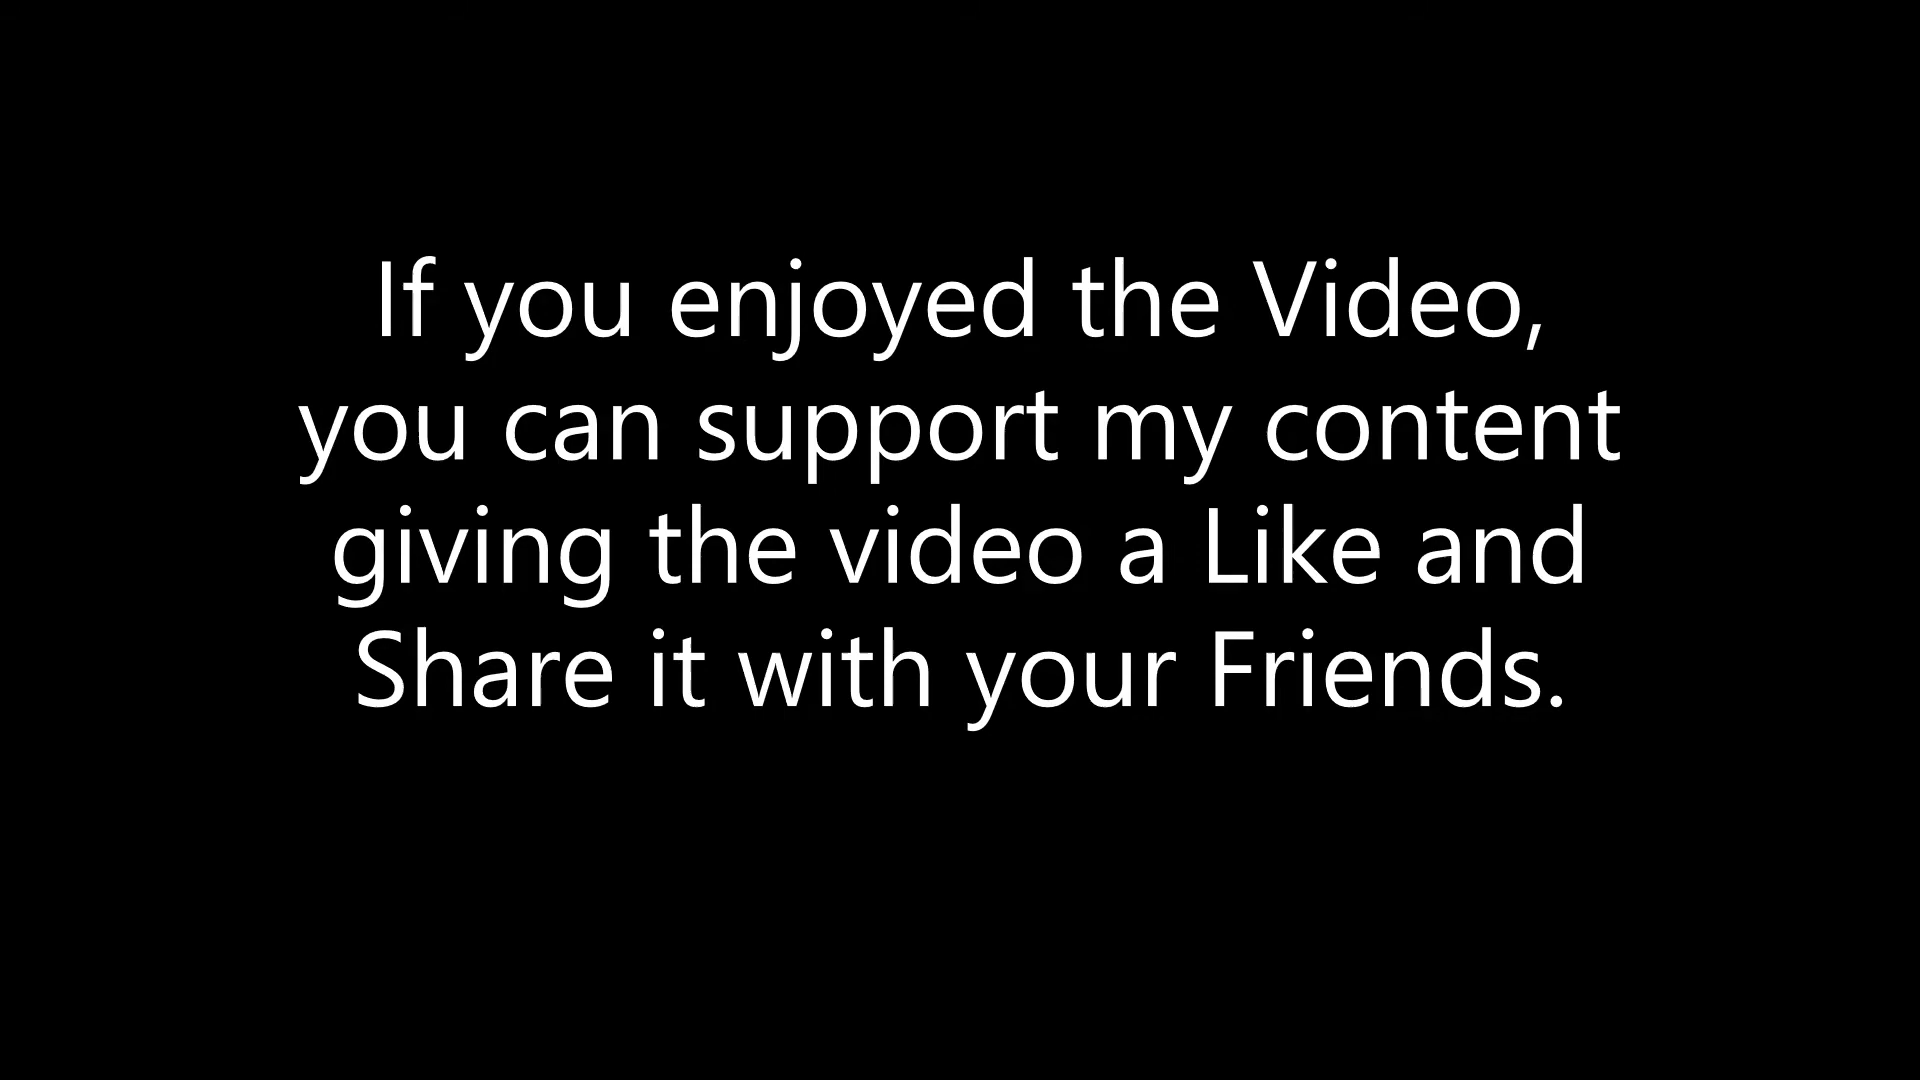 If you enjoyed the Video,
you can support my content
giving the video a Like and
Share it with your Friends.